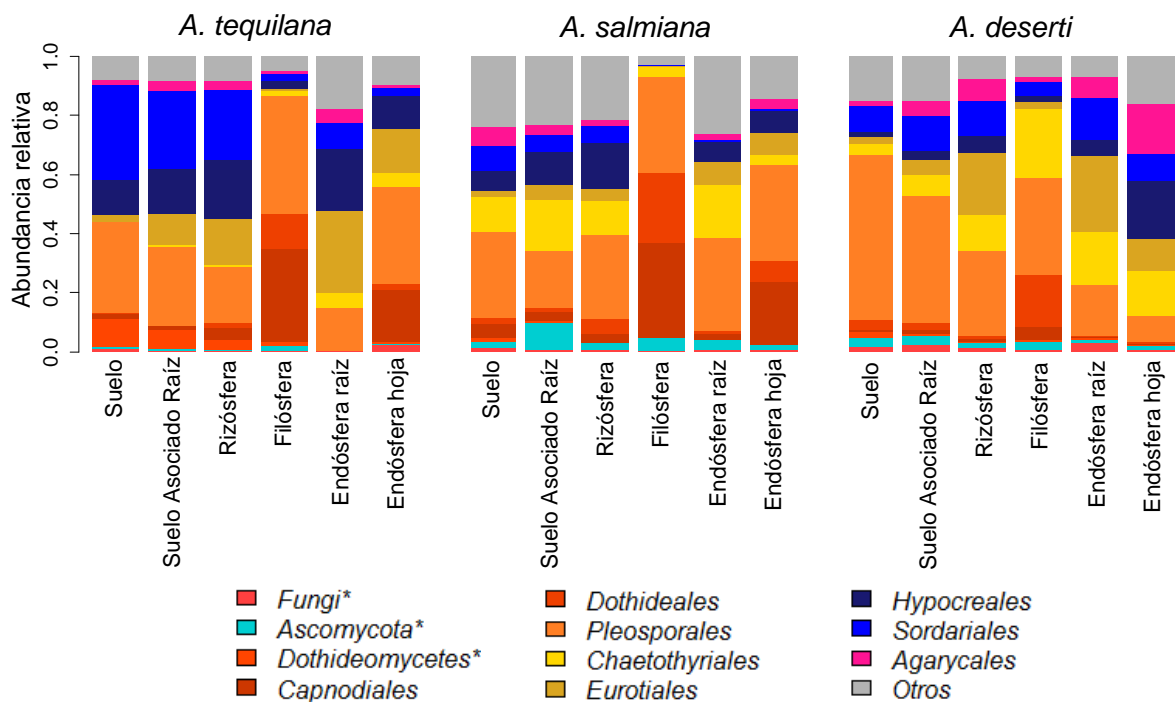 A. tequilana A. salmiana A. deserti
Abundancia relativa
1.0
0.8
0.6
0.4
0.2
0.0
Suelo
Suelo Asociado Raíz
Rizósfera
Filósfera
Endósfera raíz
Endósfera hoja
Suelo
Suelo Asociado Raíz
Rizósfera
Filósfera
Endósfera raíz
Endósfera hoja
Suelo
Suelo Asociado Raíz
Rizósfera
Filósfera
Endósfera raíz
Endósfera hoja
Fungi* Dothideales Hypocreales
Ascomycota* Pleosporales Sordariales
Dothideomycetes* Chaetothyriales Agarycales
Capnodiales Eurotiales Otros